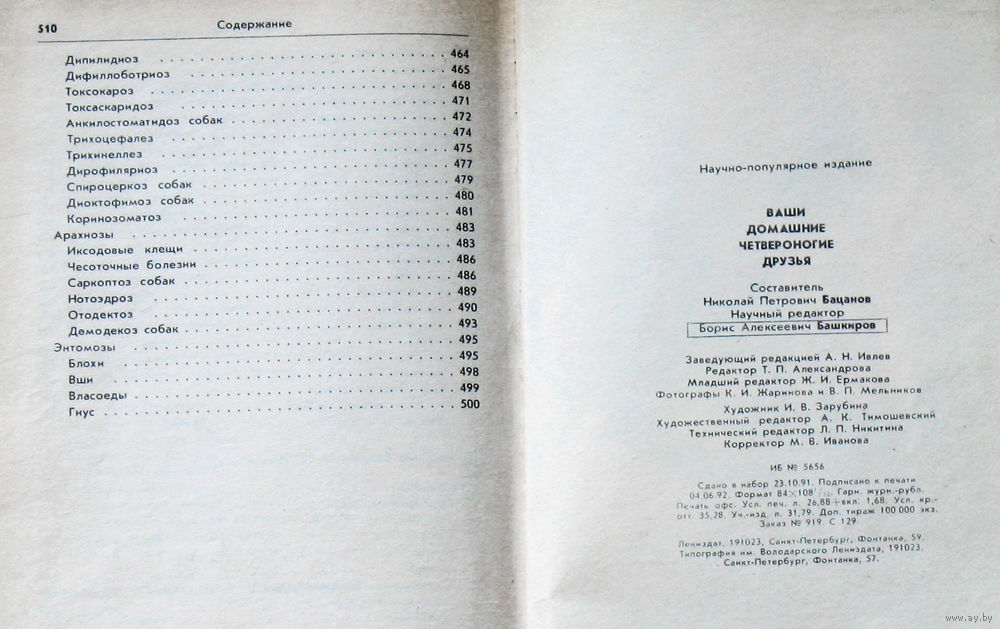 510 Содержание
Дипилидиоз 464
Дифиллоботриоз 465
Токсокароз 468
Токсаскаридоз 471
Анкилостоматидоз собак 472
Трихоцефалез 474
Трихинеллез 475
Дирофиляриоз 477
Спироцеркоз собак 479
Диоктофимоз собак 480
Коринозоматоз 481
Арахнозы 483
Иксодовые клещи 483
Чесоточные болезни 486
Саркоптоз собак 486
Нотоэдроз 489
Отодектоз 490
Демодекоз собак 493
Энтомозы 495
Блохи 495
Вши 498
Власоеды 499
Гнус 500
Научно-популярное издание
ВАШИ
ДОМАШНИЕ
ЧЕТВЕРОНОГИЕ
ДРУЗЬЯ
Составитель
Николай Петрович Бацанов
Научный редактор
Борис Алексеевич Башкиров
Заведующий редакцией А. Н. Ивлев
Редактор Т. П. Александрова
Младший редактор Ж. И. Ермакова
Фотографы К. И. Жаринова и В. П. Мельников
Художник И. В. Зарубина
Художественный редактор А. К. Тимошевский
Технический редактор Л. П. Никитина
Корректор М. В. Иванова
ИБ № 5656
Сдано в набор 23.10.91. Подписано к печати
04.06.92. Формат 84×108 1/32. Гарн. журн.-рубл.
Печать офс. Усл. печ. л. 26,88+вкл. 1,68. Усл. кр.-
отт. 35,28. Уч.-изд. л. 31,79. Доп. тираж 100 000 экз.
Заказ № 919 С 129
Лениздат, 191023, Санкт-Петербург, Фонтанка, 59.
Типография им. Володарского Лениздата, 191023,
Санкт-Петербург, Фонтанка, 57.
www.ay.by